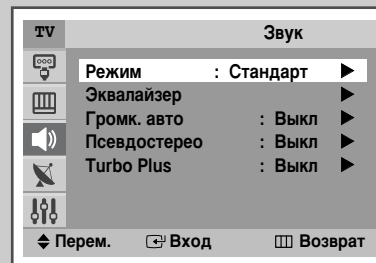 TV Звук
Режим : Стандарт
Эквалайзер
Громк. авто : Выкл
Псевдостерео : Выкл
Turbo Plus : Выкл
Перем. Вход Возврат